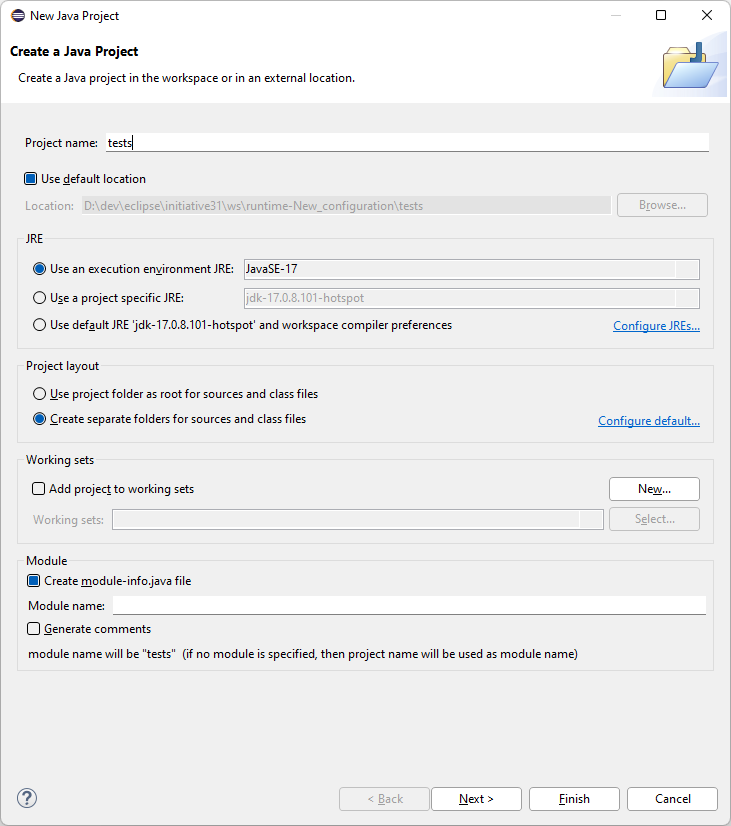 New Java Project
Create a Java Project
Create a Java project in the workspace or in an external location.
Project name: tests
Use default location
Location: D:\dev\eclipse\initiative31\ws\runtime-New_configuration\tests Browse...
JRE
Use an execution environment JRE: JavaSE-17
Use a project specific JRE: jdk-17.0.8.101-hotspot
Use default JRE 'jdk-17.0.8.101-hotspot' and workspace compiler preferences Configure JREs...
Project layout
Use project folder as root for sources and class files
Create separate folders for sources and class files Configure default...
Working sets
Add project to working sets New...
Working sets: Select...
Module
Create module-info.java file
Module name:
Generate comments
module name will be "tests" (if no module is specified, then project name will be used as module name)
? < Back Next > Finish Cancel